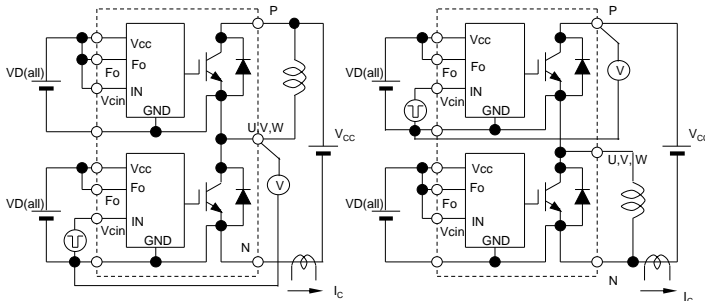 P
Vcc
VD(all)
Fo
Fo
IN
Vcin
GND
U,V,W
VCC
Vcc
VD(all)
Fo
Fo
IN
Vcin
GND
V
N
IC
P
Vcc
VD(all)
Fo
Fo
IN
Vcin
GND
V
VCC
U,V, W
Vcc
VD(all)
Fo
Fo
IN
Vcin
GND
N
IC